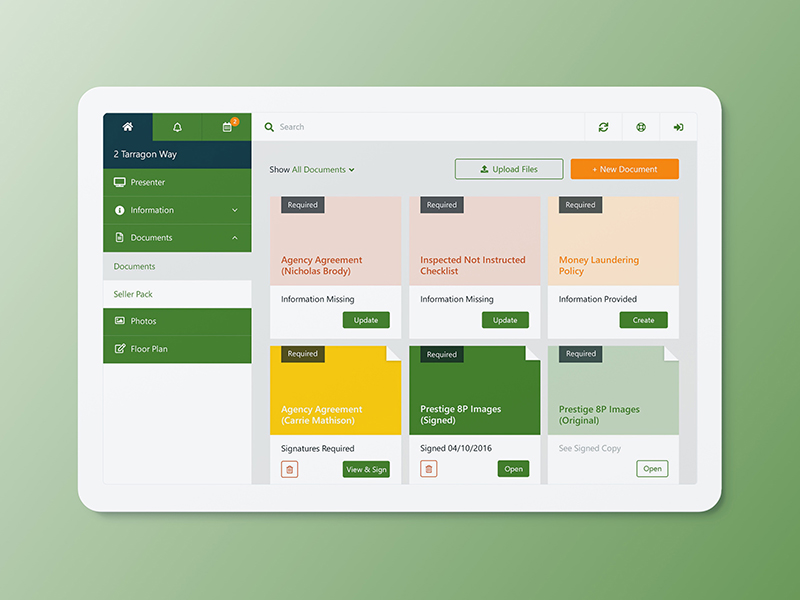 2
Search
2 Tarragon Way
Presenter
Information
Documents
Documents
Seller Pack
Photos
Floor Plan
Show All Documents
Upload Files
+ New Document
Required
Agency Agreement
(Nicholas Brody)
Information Missing
Update
Required
Inspected Not Instructed
Checklist
Information Missing
Update
Required
Money Laundering
Policy
Information Provided
Create
Required
Agency Agreement
(Carrie Mathison)
Signatures Required
View & Sign
Required
Prestige 8P Images
(Signed)
Signed 04/10/2016
Open
Required
Prestige 8P Images
(Original)
See Signed Copy
Open